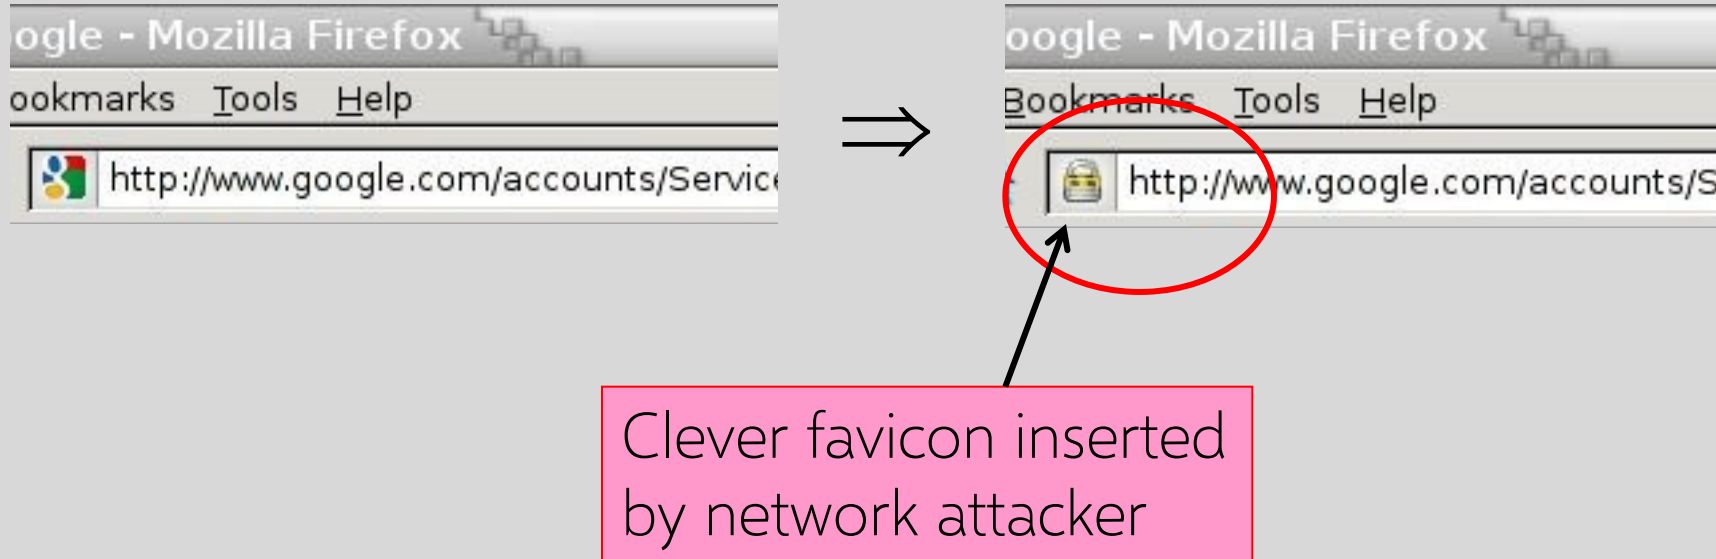 ogle - Mozilla Firefox
ookmarks Tools Help
http://www.google.com/accounts/Service
oogle - Mozilla Firefox
Bookmarks Tools Help
http://www.google.com/accounts/S
Clever favicon inserted
by network attacker